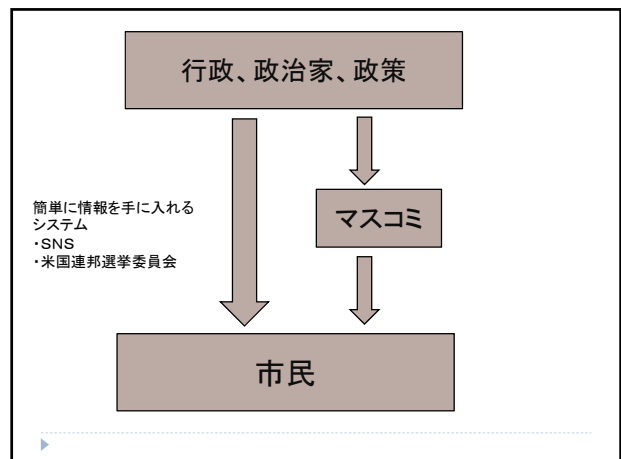 行政、政治家、政策
簡単に情報を手に入れる
システム
・SNS
・米国連邦選挙委員会
マスコミ
市民